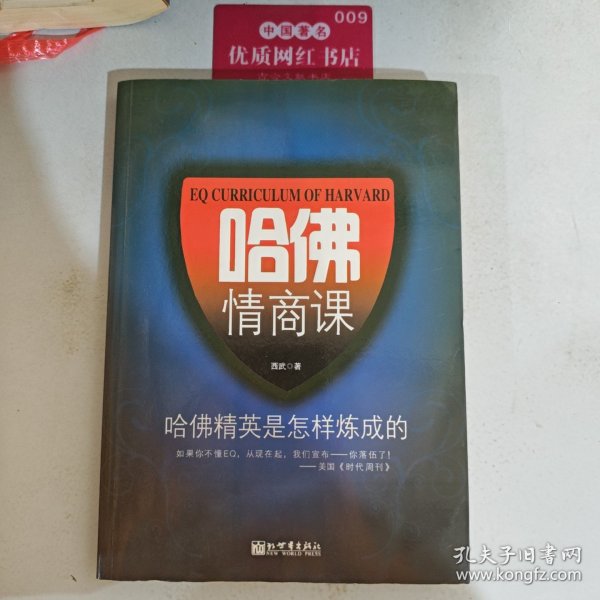 009
中国著名
优质网红书店
EQ CURRICULUM OF HARVARD
哈佛
情商课
西武◎著
哈佛精英是怎样炼成的
如果你不懂EQ，从现在起，我们宣布——你落伍了！
——美国《时代周刊》
新世界出版社
NEW WORLD PRESS
孔夫子旧书网
www.kongfz.com